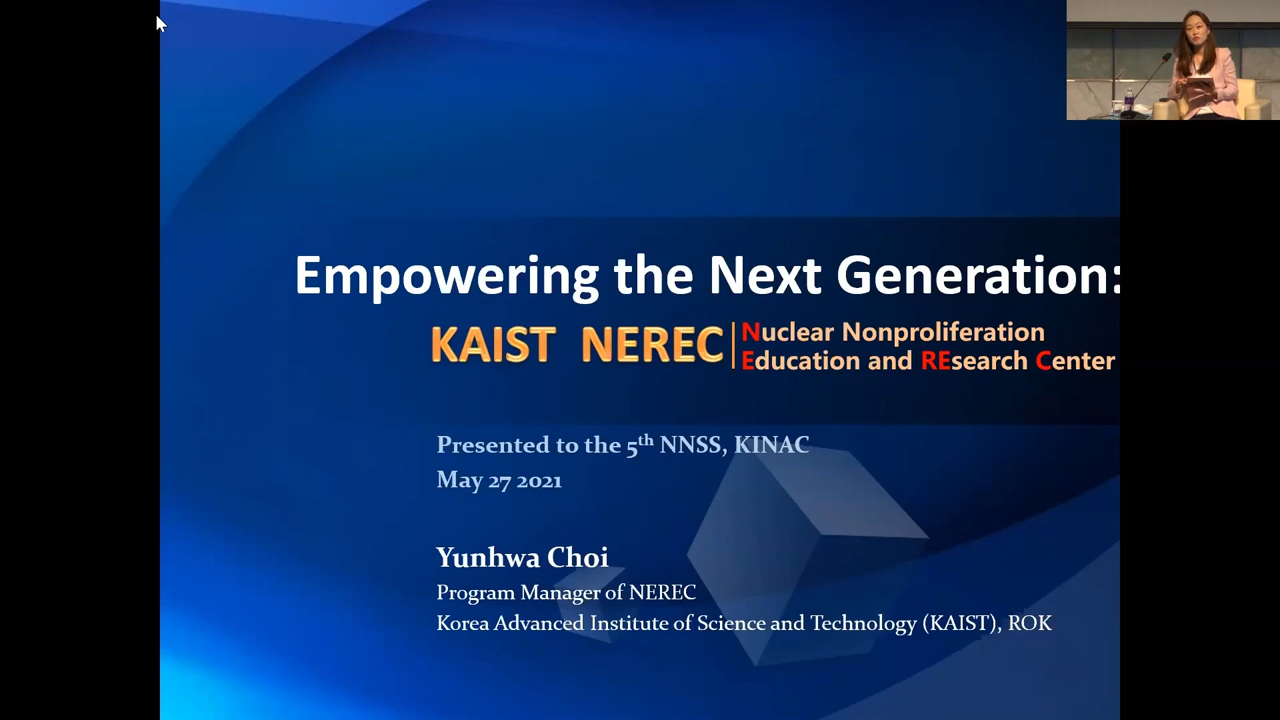 Empowering the Next Generation:
KAIST NEREC
Nuclear Nonproliferation
Education and REsearch Center
Presented to the 5th NNSS, KINAC
May 27 2021
Yunhwa Choi
Program Manager of NEREC
Korea Advanced Institute of Science and Technology (KAIST), ROK